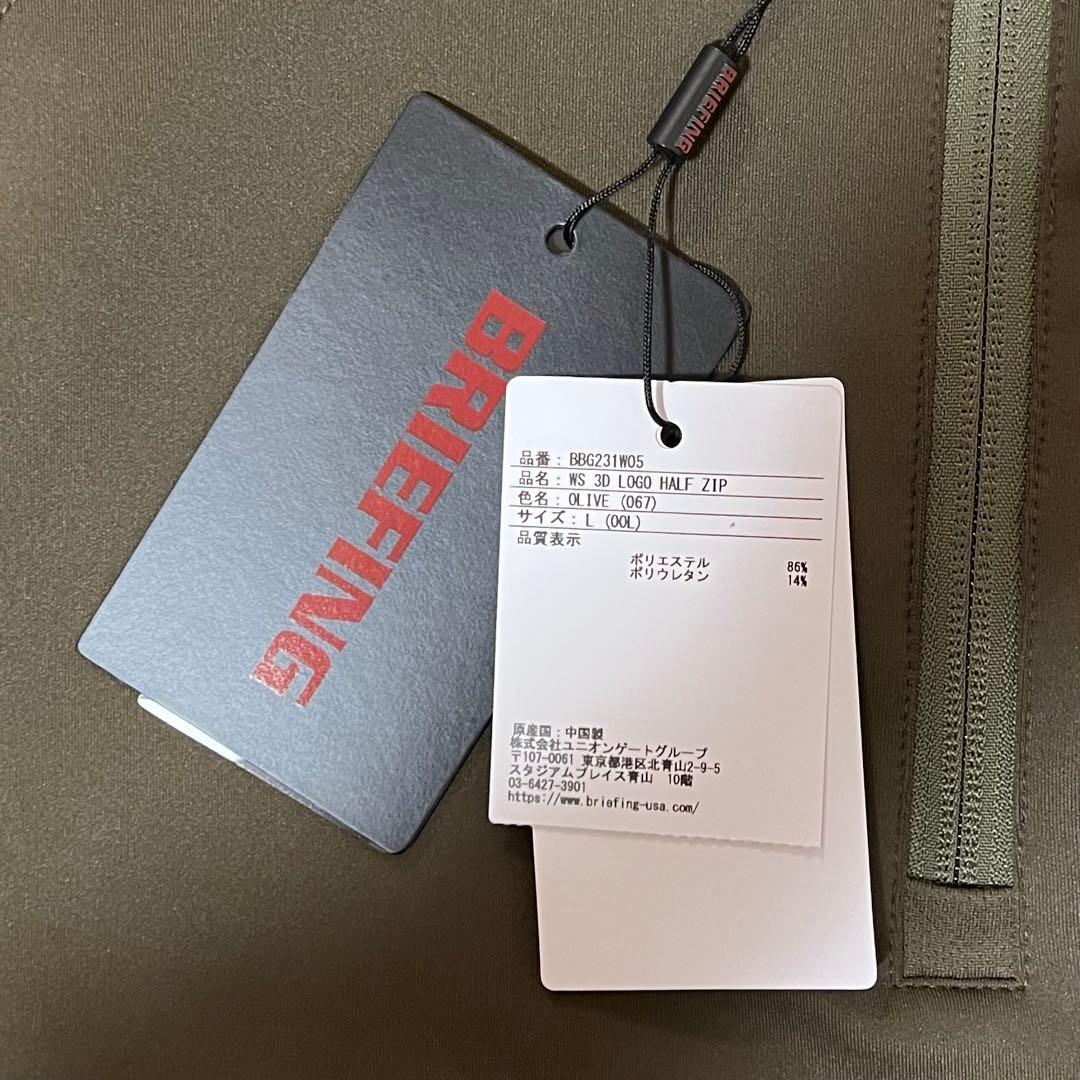 BRIEFING
BRIEFING
品番：BBG231W05
品名：WS 3D LOGO HALF ZIP
色名：OLIVE (067)
サイズ：L (00L)
品質表示
ポリエステル 86%
ポリウレタン 14%
原産国：中国製
株式会社ユニオンゲートグループ
〒107-0061 東京都港区北青山2-9-5
スタジアムプレイス青山 10階
03-6427-3901
https://www.briefing-usa.com/